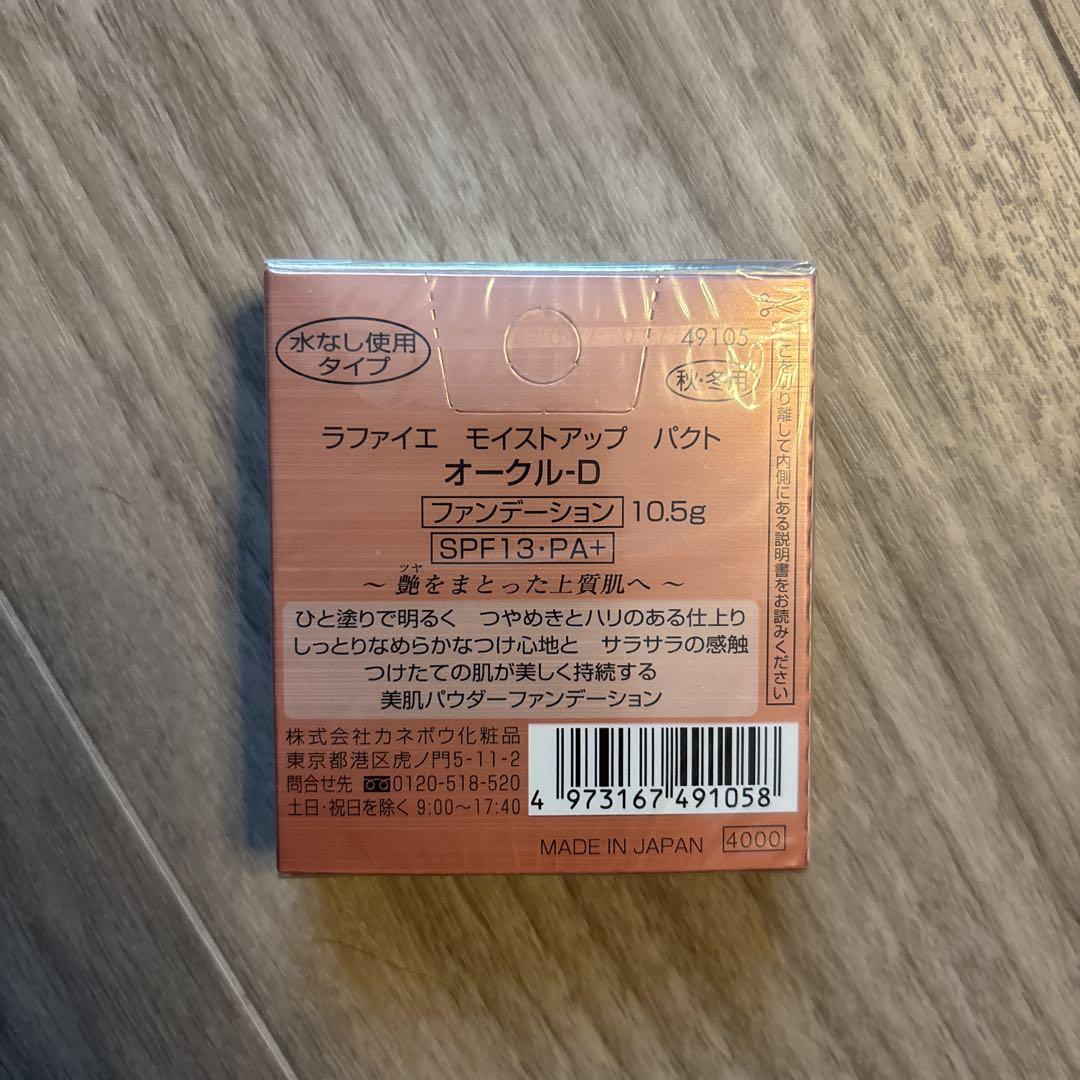 水なし使用
タイプ
49105
秋・冬用
ラファイエ モイストアップ パクト
オークル-D
ファンデーション 10.5g
SPF13・PA+
ツヤ
～艶をまとった上質肌へ～
ひと塗りで明るく つやめきとハリのある仕上り
しっとりなめらかなつけ心地と サラサラの感触
つけたての肌が美しく持続する
美肌パウダーファンデーション
株式会社カネボウ化粧品
東京都港区虎ノ門5-11-2
問合せ先 0120-518-520
土日・祝日を除く 9:00～17:40
4 973167 491058
MADE IN JAPAN 4000
ここを切り離して内側にある説明書をお読みください